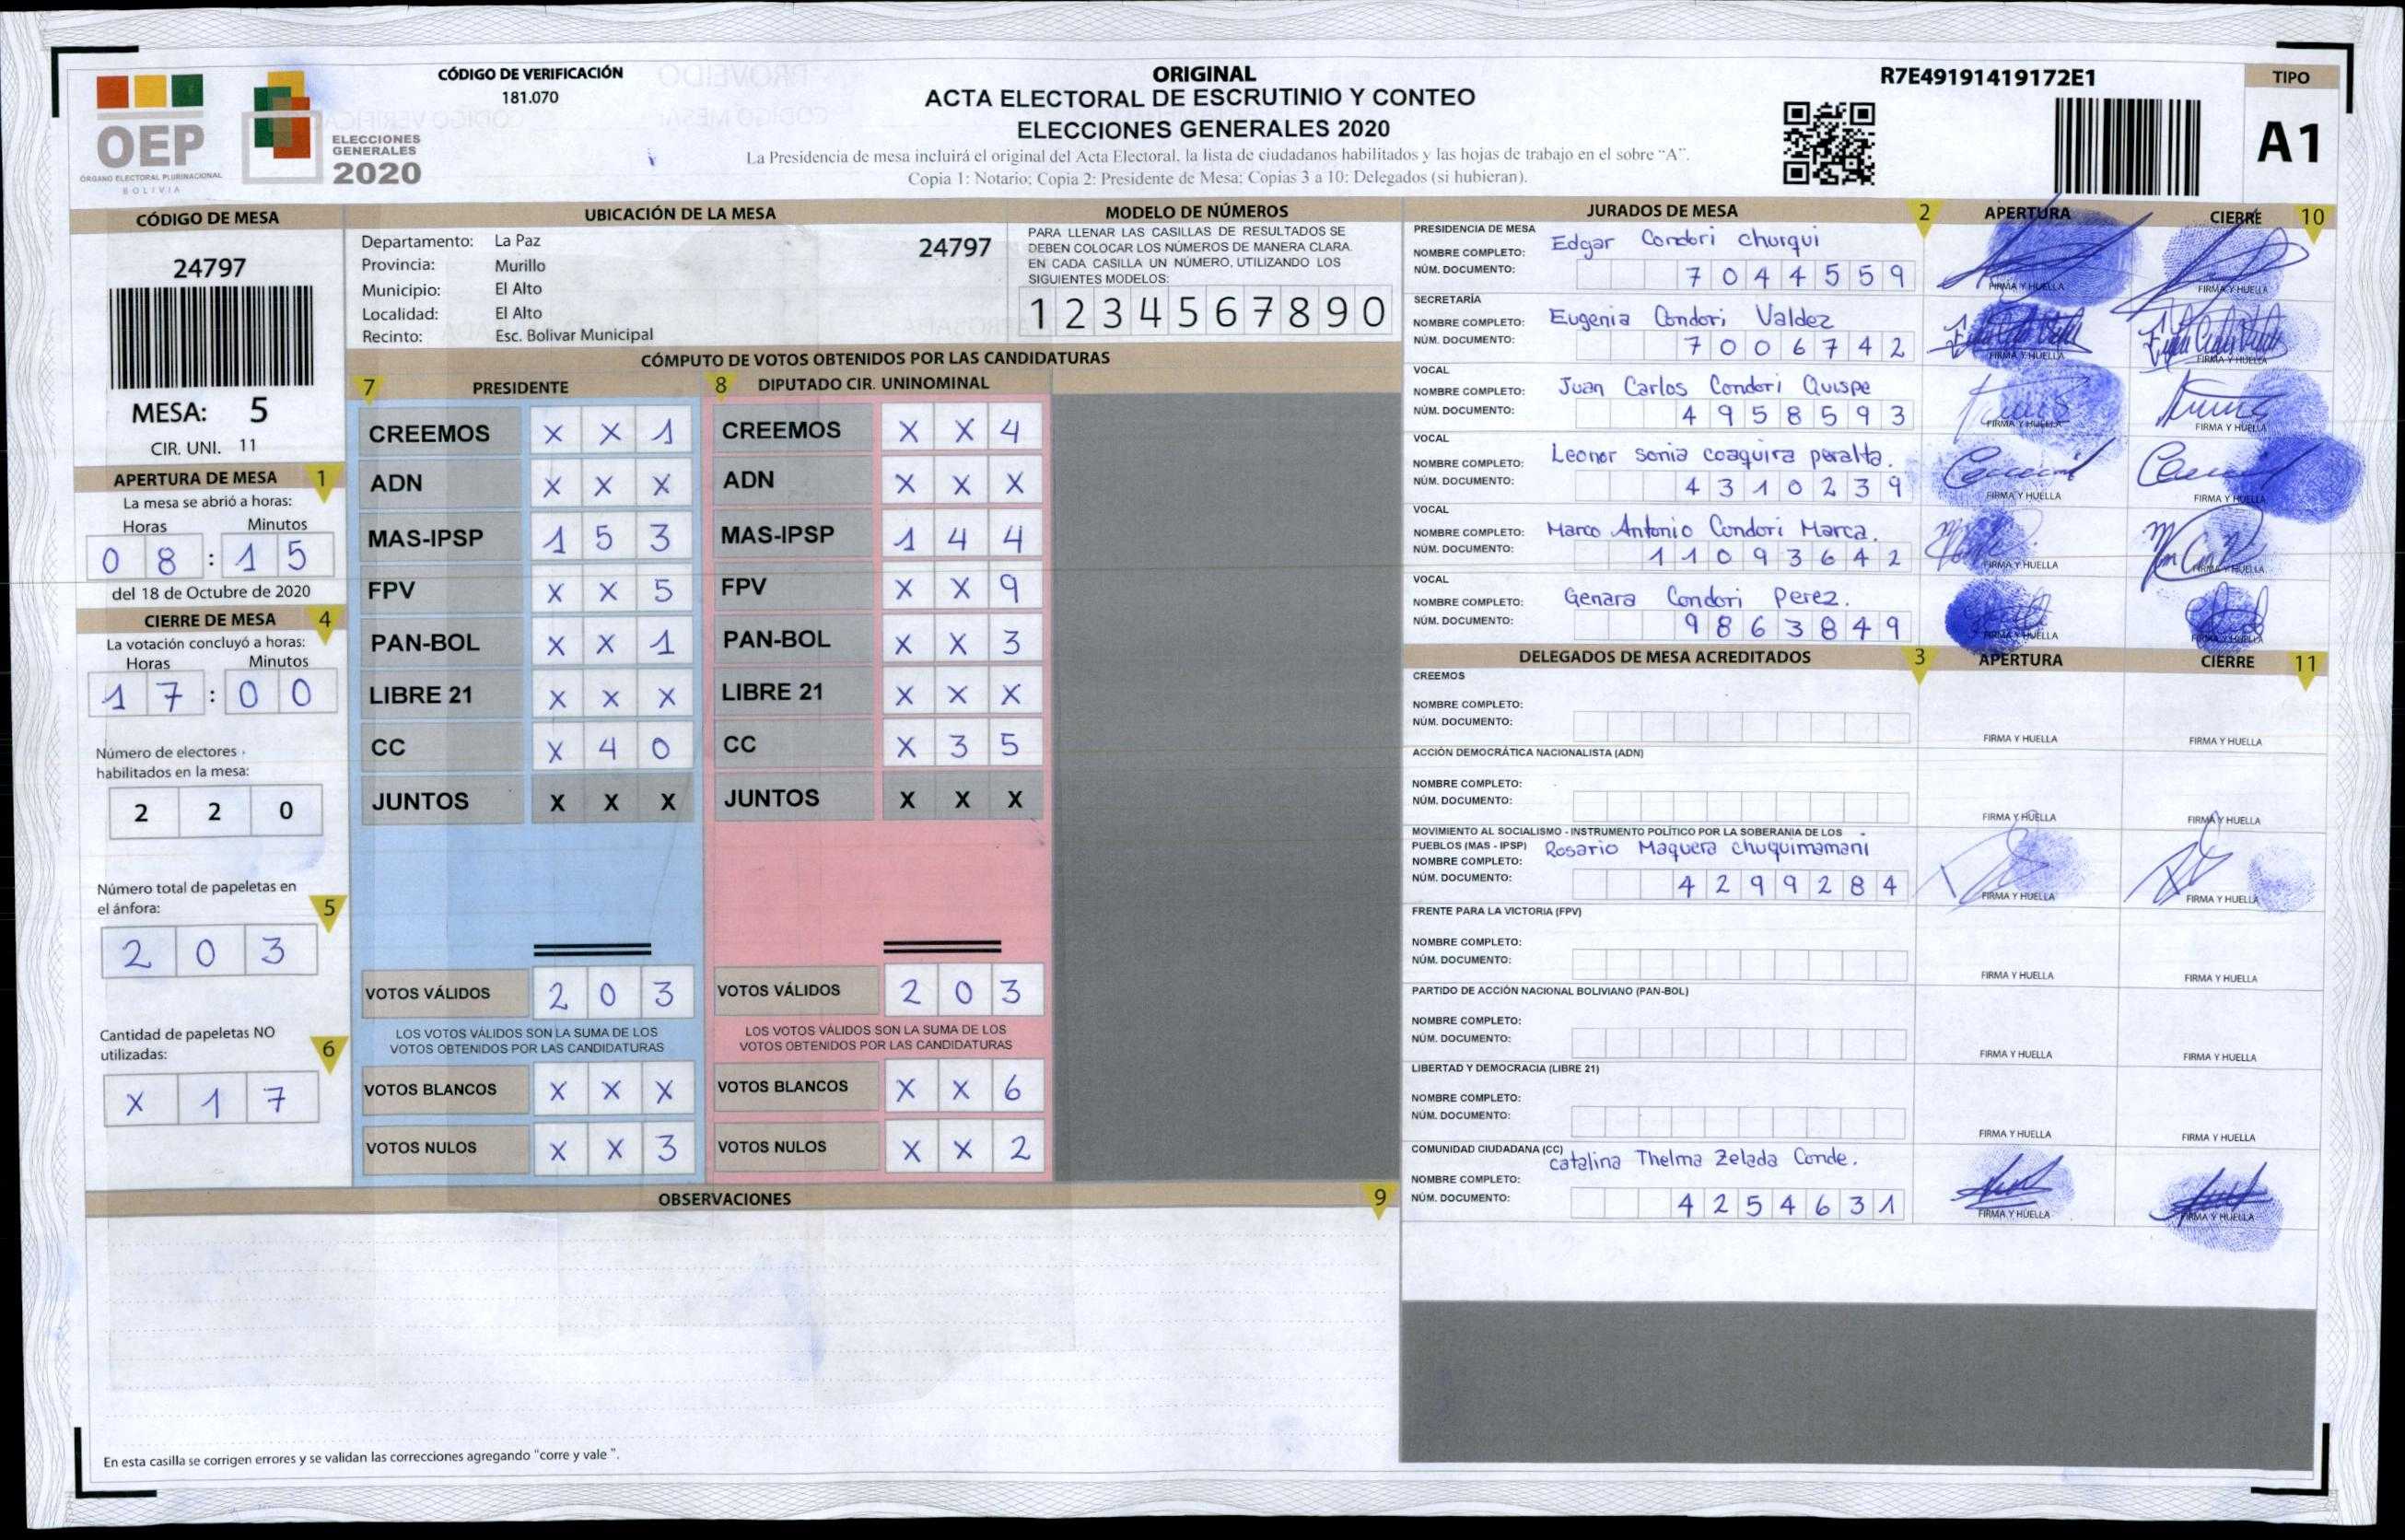 OEP
ÓRGANO ELECTORAL PLURINACIONAL
BOLIVIA
ELECCIONES
GENERALES
2020
CÓDIGO DE VERIFICACIÓN
181.070
ORIGINAL
ACTA ELECTORAL DE ESCRUTINIO Y CONTEO
ELECCIONES GENERALES 2020
La Presidencia de mesa incluirá el original del Acta Electoral, la lista de ciudadanos habilitados y las hojas de trabajo en el sobre "A".
Copia 1: Notario; Copia 2: Presidente de Mesa; Copias 3 a 10: Delegados (si hubieran).
R7E49191419172E1
TIPO
A1
CÓDIGO DE MESA
24797
MESA: 5
CIR. UNI. 11
APERTURA DE MESA 1
La mesa se abrió a horas:
Horas Minutos
0 8 : 1 5
del 18 de Octubre de 2020
CIERRE DE MESA 4
La votación concluyó a horas:
Horas Minutos
1 7 : 0 0
Número de electores
habilitados en la mesa:
2 2 0
Número total de papeletas en
el ánfora: 5
2 0 3
Cantidad de papeletas NO
utilizadas: 6
X 1 7
UBICACIÓN DE LA MESA
Departamento: La Paz 24797
Provincia: Murillo
Municipio: El Alto
Localidad: El Alto
Recinto: Esc. Bolivar Municipal
MODELO DE NÚMEROS
PARA LLENAR LAS CASILLAS DE RESULTADOS SE
DEBEN COLOCAR LOS NÚMEROS DE MANERA CLARA.
EN CADA CASILLA UN NÚMERO, UTILIZANDO LOS
SIGUIENTES MODELOS:
1 2 3 4 5 6 7 8 9 0
CÓMPUTO DE VOTOS OBTENIDOS POR LAS CANDIDATURAS
7 PRESIDENTE 8 DIPUTADO CIR. UNINOMINAL
CREEMOS X X 1 CREEMOS X X 4
ADN X X X ADN X X X
MAS-IPSP 1 5 3 MAS-IPSP 1 4 4
FPV X X 5 FPV X X 9
PAN-BOL X X 1 PAN-BOL X X 3
LIBRE 21 X X X LIBRE 21 X X X
CC X 4 0 CC X 3 5
JUNTOS X X X JUNTOS X X X
VOTOS VÁLIDOS 2 0 3 VOTOS VÁLIDOS 2 0 3
LOS VOTOS VÁLIDOS SON LA SUMA DE LOS LOS VOTOS VÁLIDOS SON LA SUMA DE LOS
VOTOS OBTENIDOS POR LAS CANDIDATURAS VOTOS OBTENIDOS POR LAS CANDIDATURAS
VOTOS BLANCOS X X X VOTOS BLANCOS X X 6
VOTOS NULOS X X 3 VOTOS NULOS X X 2
OBSERVACIONES 9
En esta casilla se corrigen errores y se validan las correcciones agregando "corre y vale".
JURADOS DE MESA 2 APERTURA CIERRE 10
PRESIDENCIA DE MESA
NOMBRE COMPLETO: Edgar Condori churqui
NÚM. DOCUMENTO: 7 0 4 4 5 5 9
FIRMA Y HUELLA FIRMA Y HUELLA
SECRETARÍA
NOMBRE COMPLETO: Eugenia Condori Valdez
NÚM. DOCUMENTO: 7 0 0 6 7 4 2
FIRMA Y HUELLA FIRMA Y HUELLA
VOCAL
NOMBRE COMPLETO: Juan Carlos Condori Quispe
NÚM. DOCUMENTO: 4 9 5 8 5 9 3
FIRMA Y HUELLA FIRMA Y HUELLA
VOCAL
NOMBRE COMPLETO: Leonor sonia coaquira peralta.
NÚM. DOCUMENTO: 4 3 1 0 2 3 9
FIRMA Y HUELLA FIRMA Y HUELLA
VOCAL
NOMBRE COMPLETO: Marco Antonio Condori Marca.
NÚM. DOCUMENTO: 1 1 0 9 3 6 4 2
FIRMA Y HUELLA FIRMA Y HUELLA
VOCAL
NOMBRE COMPLETO: Genara Condori Perez.
NÚM. DOCUMENTO: 9 8 6 3 8 4 9
FIRMA Y HUELLA FIRMA Y HUELLA
DELEGADOS DE MESA ACREDITADOS 3 APERTURA CIERRE 11
CREEMOS
NOMBRE COMPLETO:
NÚM. DOCUMENTO:
FIRMA Y HUELLA FIRMA Y HUELLA
ACCIÓN DEMOCRÁTICA NACIONALISTA (ADN)
NOMBRE COMPLETO:
NÚM. DOCUMENTO:
FIRMA Y HUELLA FIRMA Y HUELLA
MOVIMIENTO AL SOCIALISMO - INSTRUMENTO POLÍTICO POR LA SOBERANIA DE LOS
PUEBLOS (MAS - IPSP) Rosario Maquera chuquimamani
NOMBRE COMPLETO:
NÚM. DOCUMENTO: 4 2 9 9 2 8 4
FIRMA Y HUELLA FIRMA Y HUELLA
FRENTE PARA LA VICTORIA (FPV)
NOMBRE COMPLETO:
NÚM. DOCUMENTO:
FIRMA Y HUELLA FIRMA Y HUELLA
PARTIDO DE ACCIÓN NACIONAL BOLIVIANO (PAN-BOL)
NOMBRE COMPLETO:
NÚM. DOCUMENTO:
FIRMA Y HUELLA FIRMA Y HUELLA
LIBERTAD Y DEMOCRACIA (LIBRE 21)
NOMBRE COMPLETO:
NÚM. DOCUMENTO:
FIRMA Y HUELLA FIRMA Y HUELLA
COMUNIDAD CIUDADANA (CC)
catalina Thelma Zelada Conde.
NOMBRE COMPLETO:
NÚM. DOCUMENTO: 4 2 5 4 6 3 1
FIRMA Y HUELLA FIRMA Y HUELLA